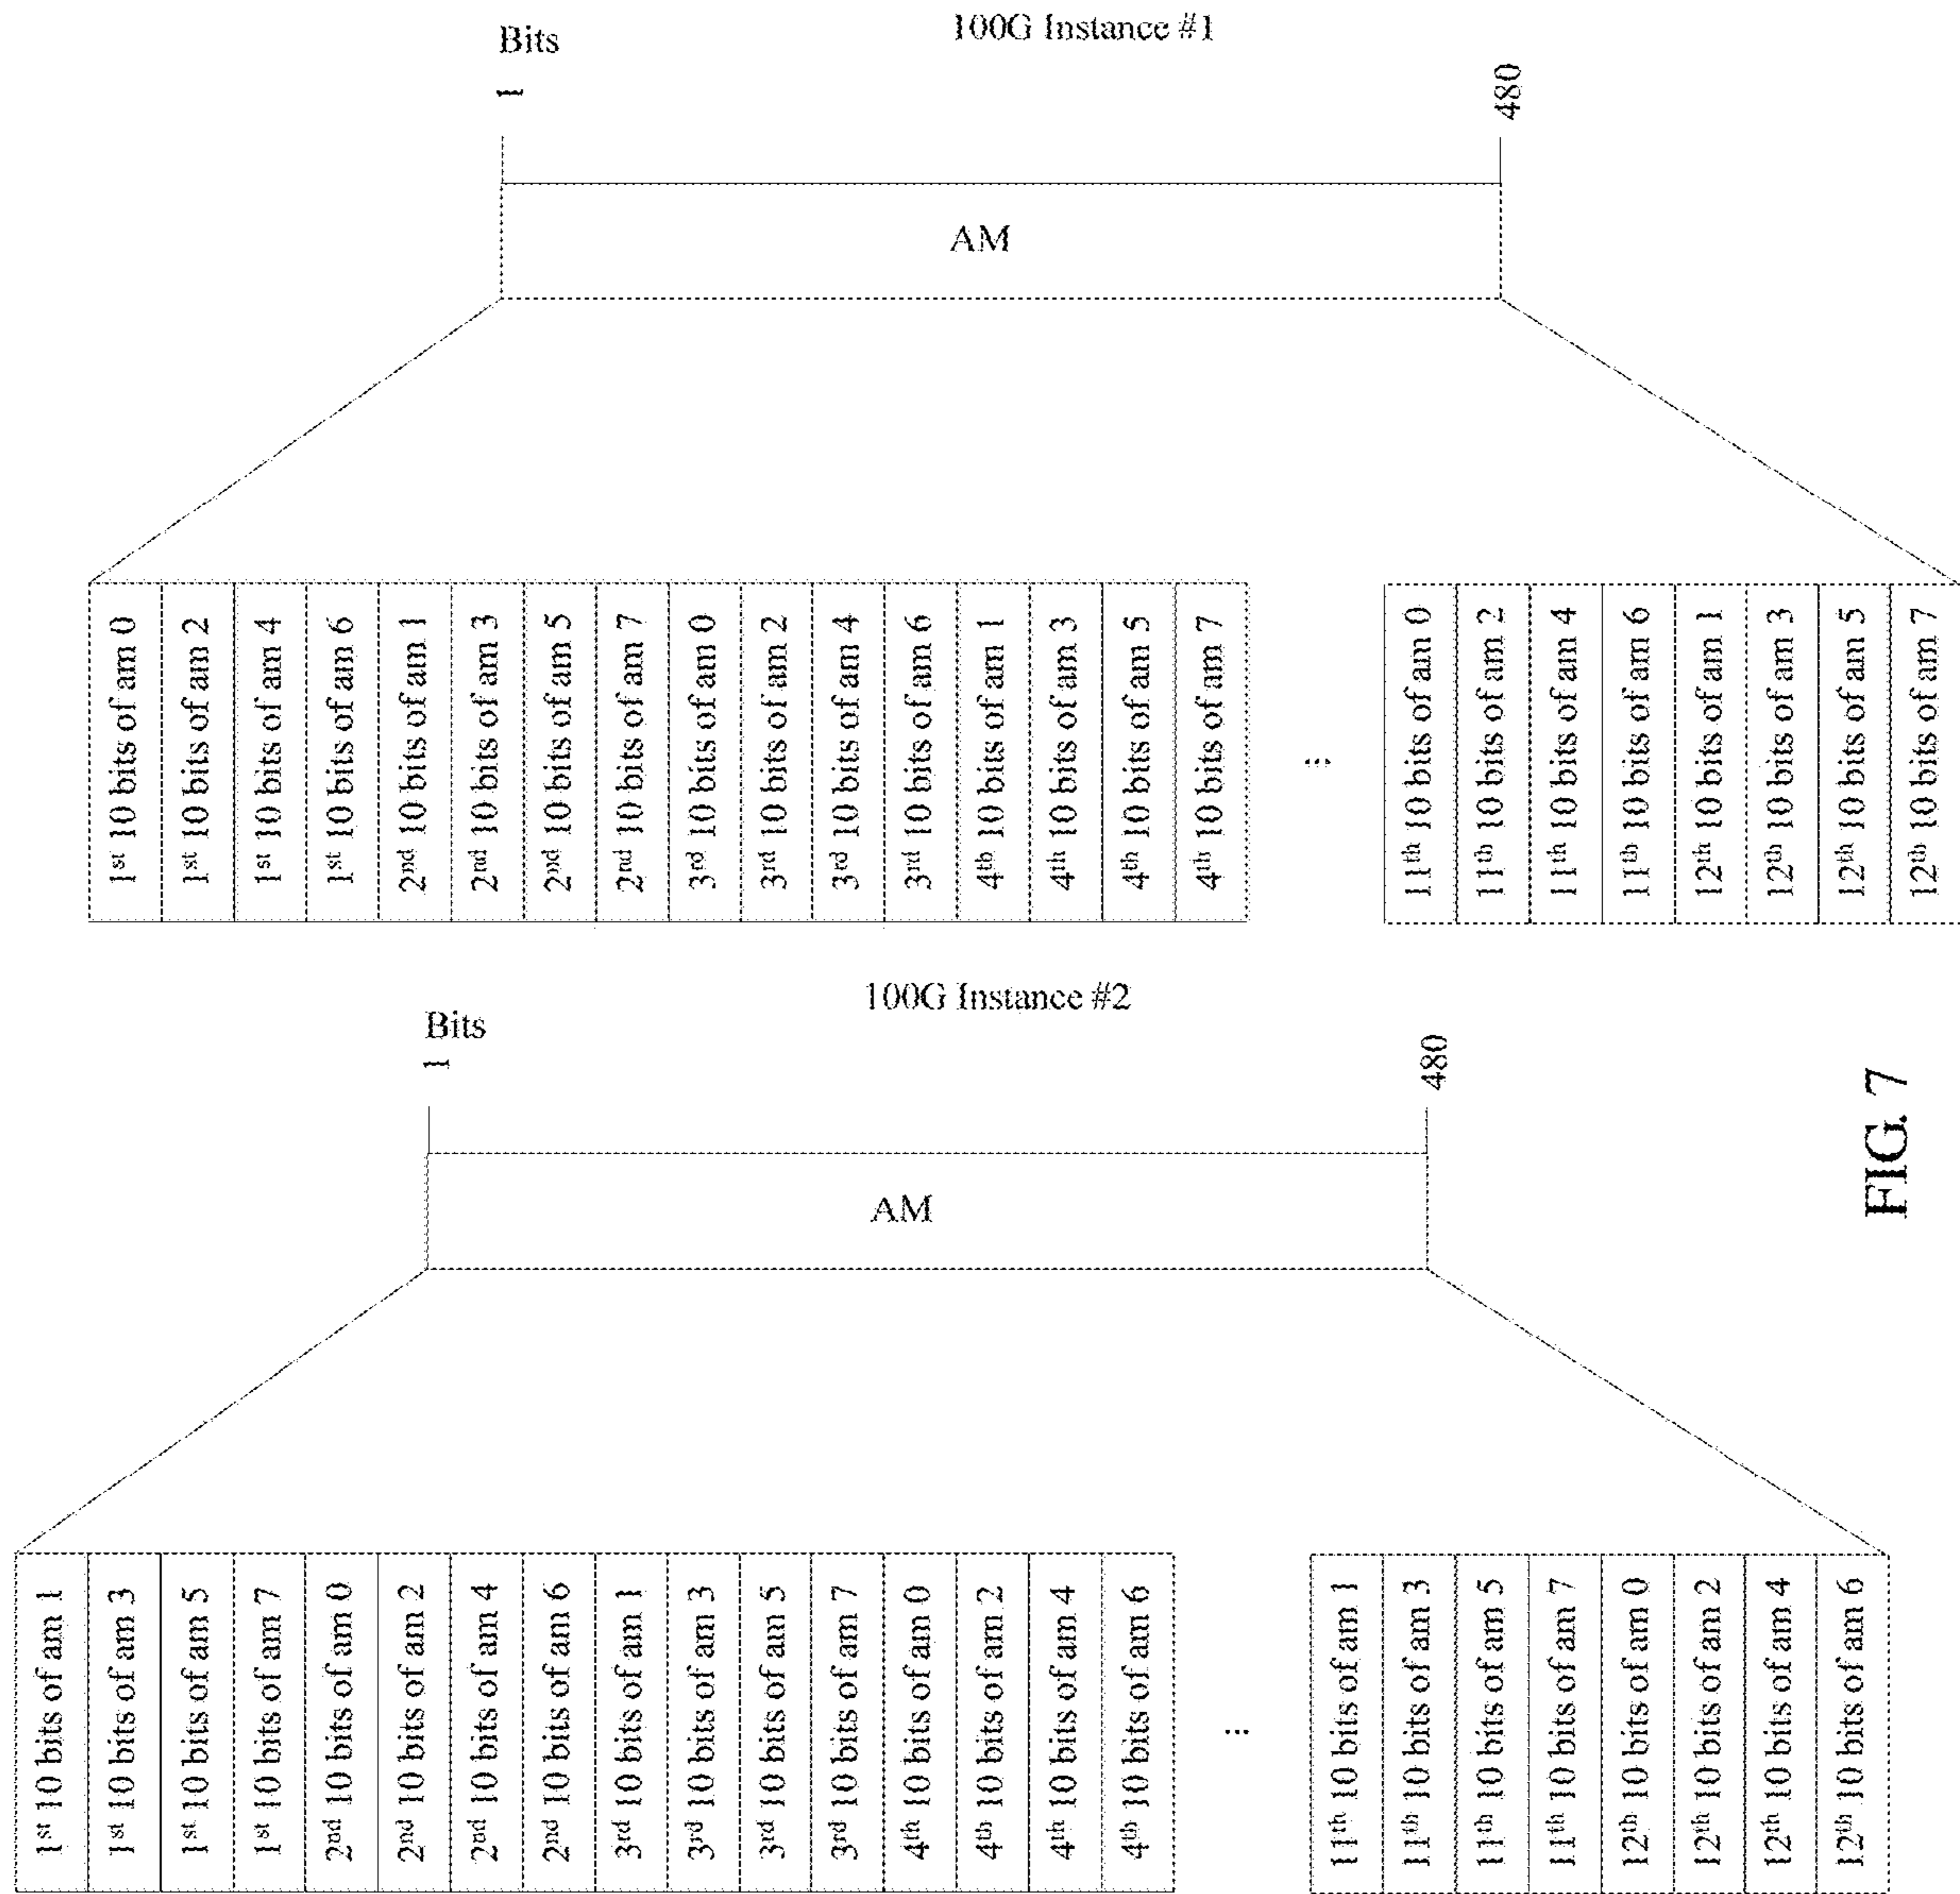 100G Instance #1
Bits
1
480
AM
1st 10 bits of am 0
1st 10 bits of am 2
1st 10 bits of am 4
1st 10 bits of am 6
2nd 10 bits of am 1
2nd 10 bits of am 3
2nd 10 bits of am 5
2nd 10 bits of am 7
3rd 10 bits of am 0
3rd 10 bits of am 2
3rd 10 bits of am 4
3rd 10 bits of am 6
4th 10 bits of am 1
4th 10 bits of am 3
4th 10 bits of am 5
4th 10 bits of am 7
...
11th 10 bits of am 0
11th 10 bits of am 2
11th 10 bits of am 4
11th 10 bits of am 6
12th 10 bits of am 1
12th 10 bits of am 3
12th 10 bits of am 5
12th 10 bits of am 7
100G Instance #2
Bits
1
480
AM
1st 10 bits of am 1
1st 10 bits of am 3
1st 10 bits of am 5
1st 10 bits of am 7
2nd 10 bits of am 0
2nd 10 bits of am 2
2nd 10 bits of am 4
2nd 10 bits of am 6
3rd 10 bits of am 1
3rd 10 bits of am 3
3rd 10 bits of am 5
3rd 10 bits of am 7
4th 10 bits of am 0
4th 10 bits of am 2
4th 10 bits of am 4
4th 10 bits of am 6
...
11th 10 bits of am 1
11th 10 bits of am 3
11th 10 bits of am 5
11th 10 bits of am 7
12th 10 bits of am 0
12th 10 bits of am 2
12th 10 bits of am 4
12th 10 bits of am 6
FIG. 7